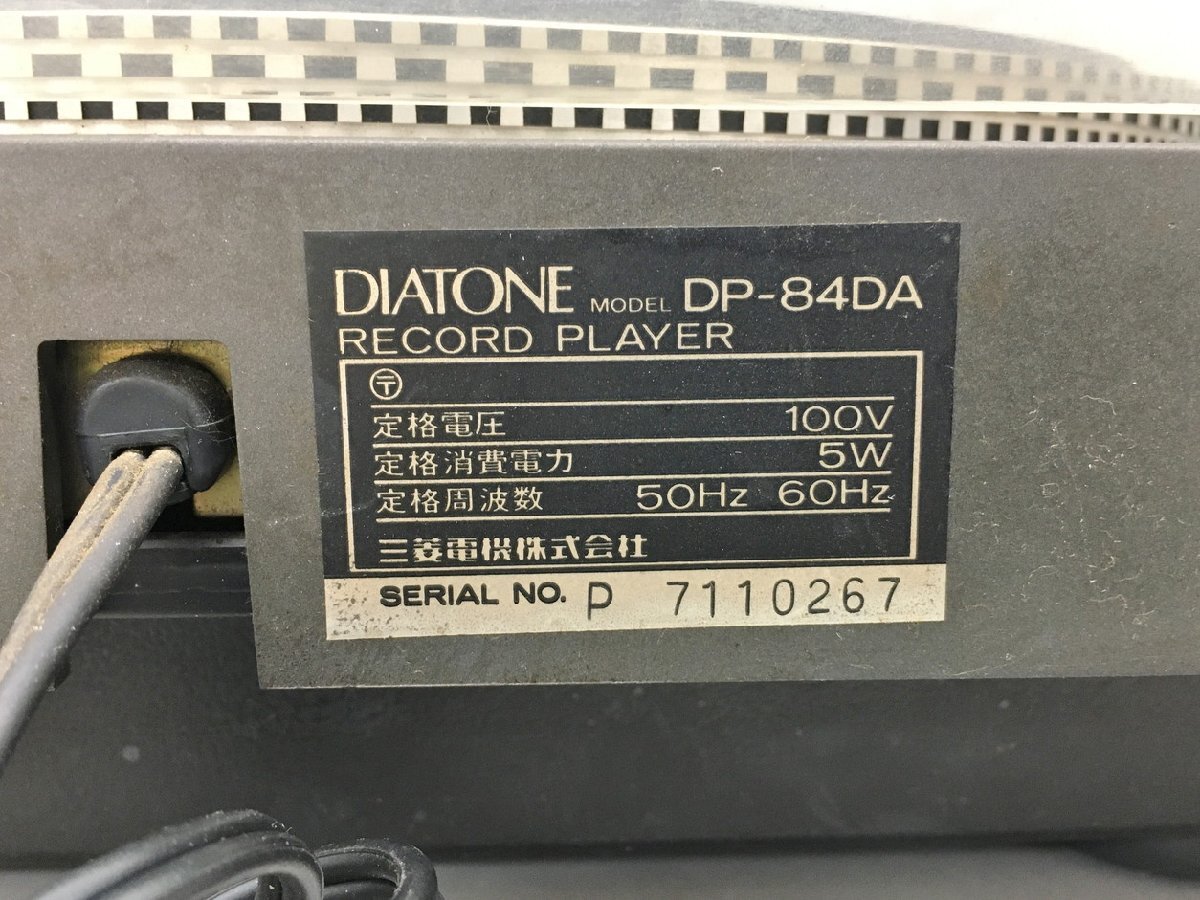 DIATONE MODEL DP-84DA
RECORD PLAYER
〒
定格電圧 100V
定格消費電力 5W
定格周波数 50Hz 60Hz
三菱電機株式会社
SERIAL NO. P 7110267